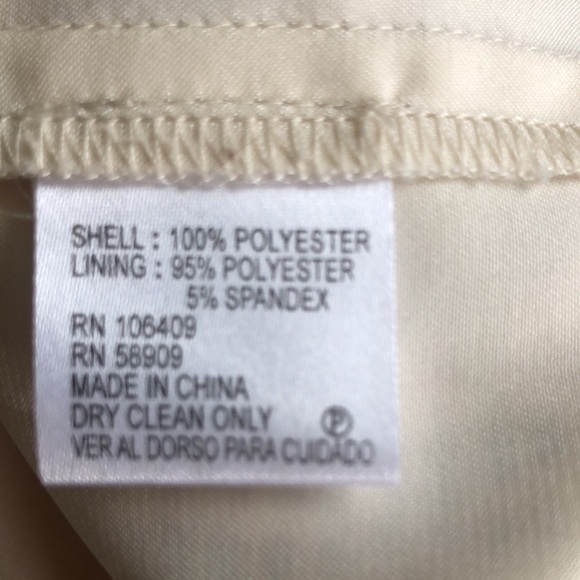 SHELL : 100% POLYESTER
LINING : 95% POLYESTER
5% SPANDEX
RN 106409
RN 58909
MADE IN CHINA
DRY CLEAN ONLY Ⓟ
VER AL DORSO PARA CUIDADO